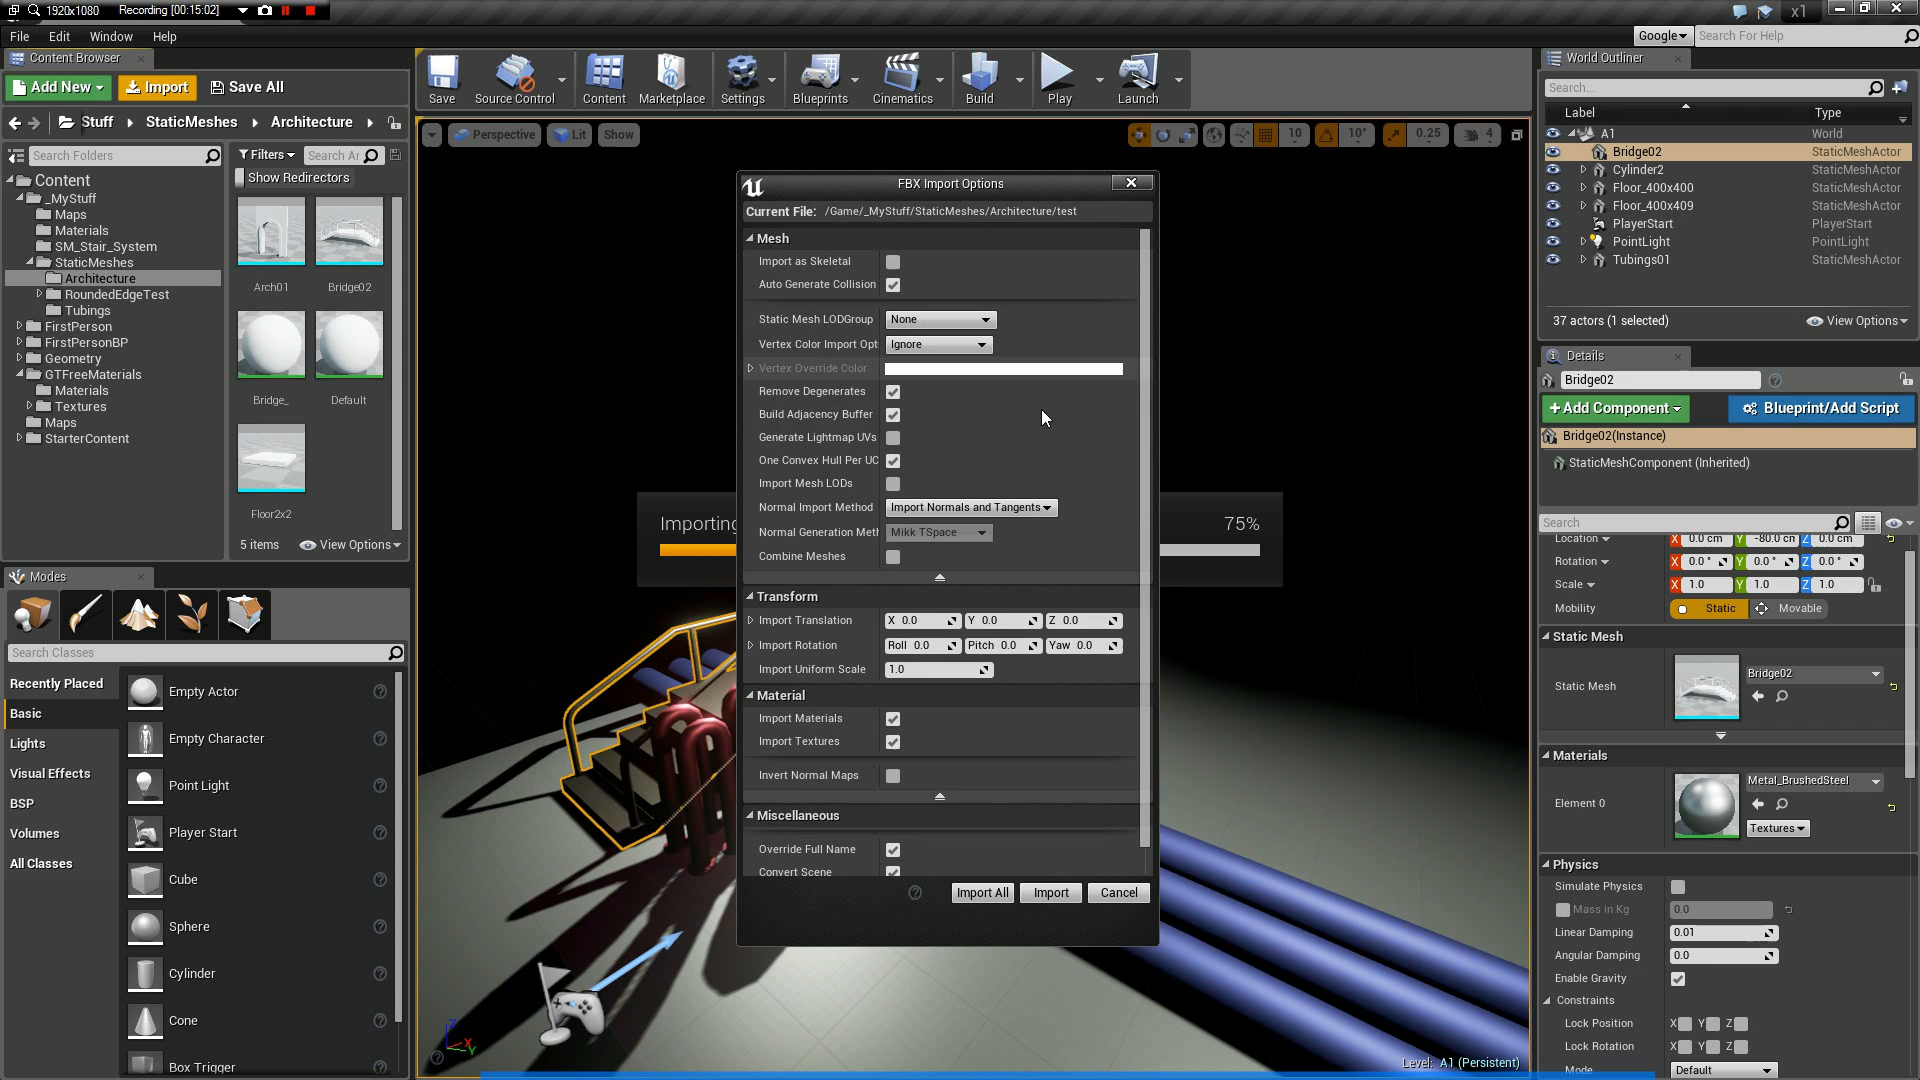 1920x1080 Recording [00:15:02] x1
File Edit Window Help
Google Search For Help
Content Browser
Add New Import Save All
Stuff StaticMeshes Architecture
Search Folders
Filters Search Ar
Show Redirectors
Content
_MyStuff
Maps
Materials
SM_Stair_System
StaticMeshes
Architecture
RoundedEdgeTest
Tubings
FirstPerson
FirstPersonBP
Geometry
GTFreeMaterials
Materials
Textures
Maps
StarterContent
Arch01 Bridge02
Bridge_ Default
Floor2x2
5 items View Options
Modes
Search Classes
Recently Placed
Basic
Lights
Visual Effects
BSP
Volumes
All Classes
Empty Actor
Empty Character
Point Light
Player Start
Cube
Sphere
Cylinder
Cone
Box Trigger
Save Source Control Content Marketplace Settings Blueprints Cinematics Build Play Launch
Perspective Lit Show
10 10° 0.25 4
Importing 75%
FBX Import Options
Current File: /Game/_MyStuff/StaticMeshes/Architecture/test
Mesh
Import as Skeletal
Auto Generate Collision
Static Mesh LODGroup None
Vertex Color Import Opt Ignore
Vertex Override Color
Remove Degenerates
Build Adjacency Buffer
Generate Lightmap UVs
One Convex Hull Per UC
Import Mesh LODs
Normal Import Method Import Normals and Tangents
Normal Generation Meth Mikk TSpace
Combine Meshes
Transform
Import Translation X 0.0 Y 0.0 Z 0.0
Import Rotation Roll 0.0 Pitch 0.0 Yaw 0.0
Import Uniform Scale 1.0
Material
Import Materials
Import Textures
Invert Normal Maps
Miscellaneous
Override Full Name
Convert Scene
Import All Import Cancel
Z X Y
Level: A1 (Persistent)
World Outliner
Search...
Label Type
A1 World
Bridge02 StaticMeshActor
Cylinder2 StaticMeshActor
Floor_400x400 StaticMeshActor
Floor_400x409 StaticMeshActor
PlayerStart PlayerStart
PointLight PointLight
Tubings01 StaticMeshActor
37 actors (1 selected) View Options
Details
Bridge02
Add Component Blueprint/Add Script
Bridge02(Instance)
StaticMeshComponent (Inherited)
Search
Location X 0.0 cm Y -80.0 cm Z 0.0 cm
Rotation X 0.0° Y 0.0° Z 0.0°
Scale X 1.0 Y 1.0 Z 1.0
Mobility Static Movable
Static Mesh
Static Mesh Bridge02
Materials
Element 0 Metal_BrushedSteel
Textures
Physics
Simulate Physics
Mass in Kg 0.0
Linear Damping 0.01
Angular Damping 0.0
Enable Gravity
Constraints
Lock Position X Y Z
Lock Rotation X Y Z
Mode Default